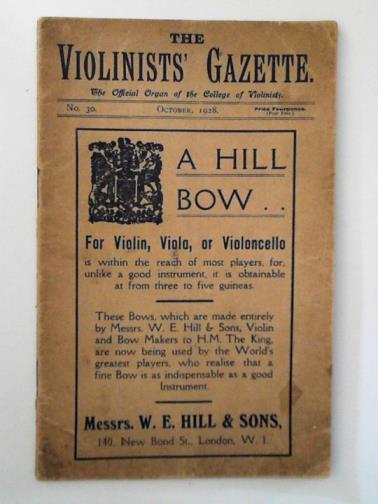 THE
VIOLINISTS' GAZETTE.
The Official Organ of the College of Violinists.
No. 30. OCTOBER, 1928. Price Fourpence.
(Post Free.)
A HILL
BOW . .
For Violin, Viola, or Violoncello
is within the reach of most players, for,
unlike a good instrument, it is obtainable
at from three to five guineas.
These Bows, which are made entirely
by Messrs. W. E. Hill & Sons, Violin
and Bow Makers to H.M. The King,
are now being used by the World's
greatest players, who realise that a
fine Bow is as indispensable as a good
Instrument.
Messrs. W. E. HILL & SONS,
140, New Bond St., London, W. 1.